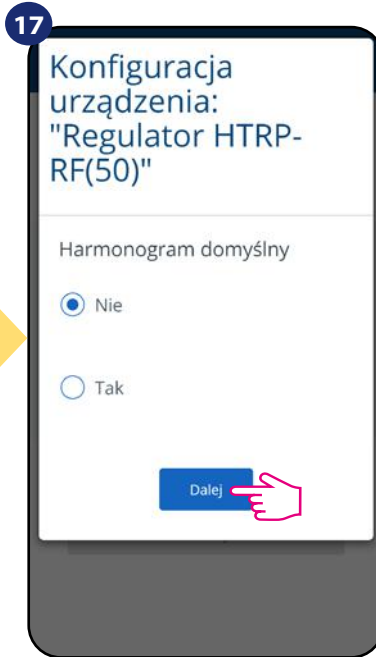 17
Konfiguracja
urządzenia:
"Regulator HTRP-
RF(50)"
Harmonogram domyślny
Nie
Tak
Dalej